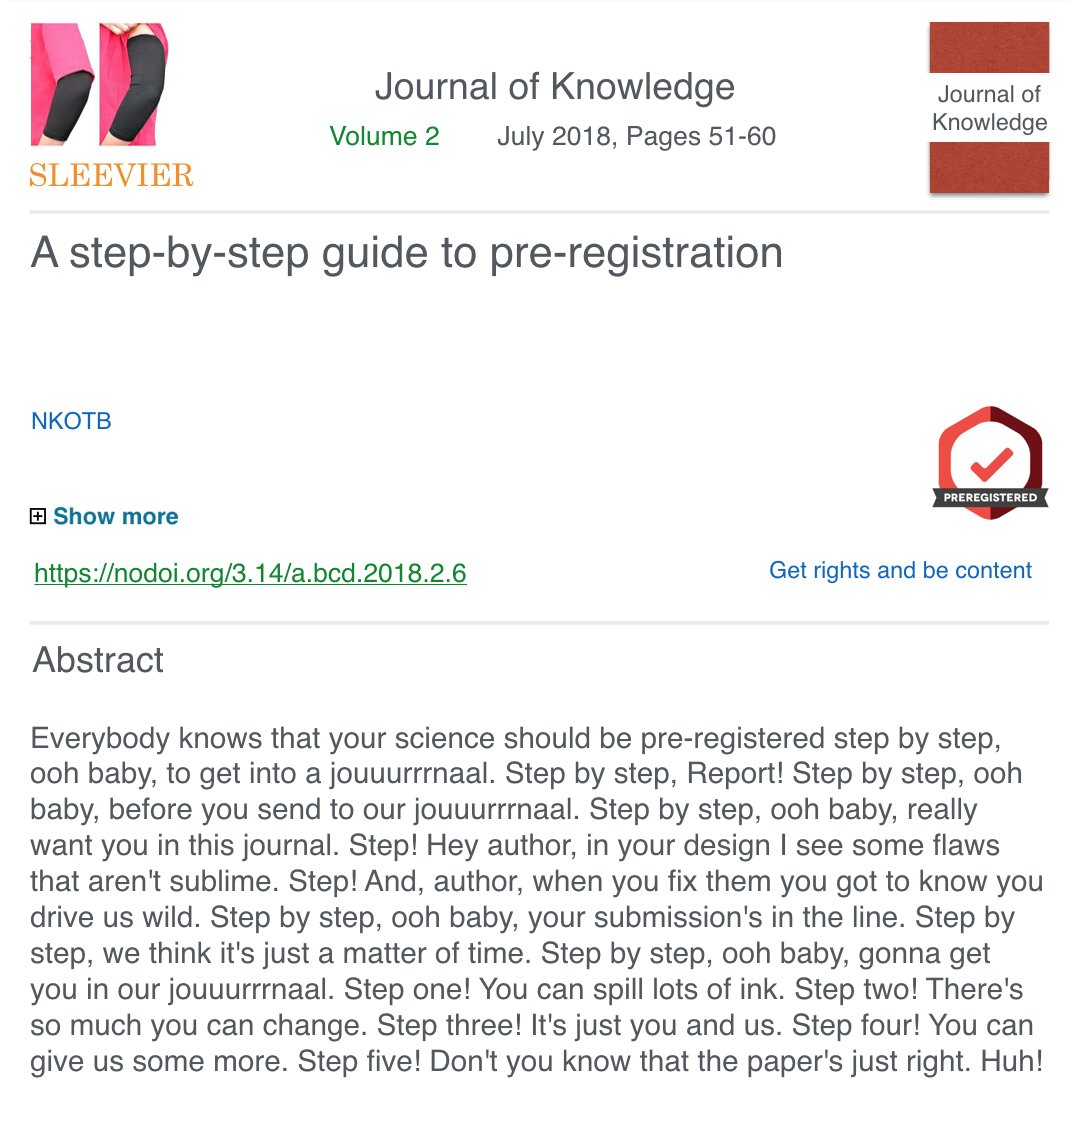 Journal of Knowledge
Volume 2 July 2018, Pages 51-60
Journal of
Knowledge
SLEEVIER
A step-by-step guide to pre-registration
NKOTB
PREREGISTERED
Show more
https://nodoi.org/3.14/a.bcd.2018.2.6
Get rights and be content
Abstract
Everybody knows that your science should be pre-registered step by step,
ooh baby, to get into a jouuurrrnaal. Step by step, Report! Step by step, ooh
baby, before you send to our jouuurrrnaal. Step by step, ooh baby, really
want you in this journal. Step! Hey author, in your design I see some flaws
that aren't sublime. Step! And, author, when you fix them you got to know you
drive us wild. Step by step, ooh baby, your submission's in the line. Step by
step, we think it's just a matter of time. Step by step, ooh baby, gonna get
you in our jouuurrrnaal. Step one! You can spill lots of ink. Step two! There's
so much you can change. Step three! It's just you and us. Step four! You can
give us some more. Step five! Don't you know that the paper's just right. Huh!